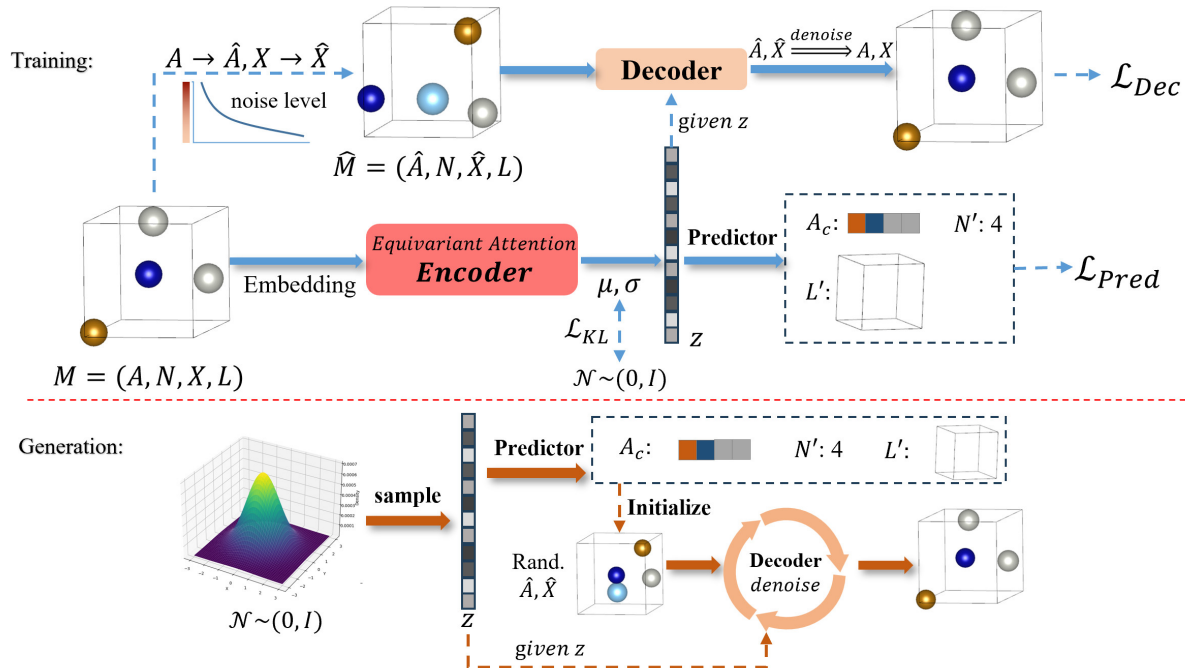 Training:
A → Â, X → X̂
noise level
M̂ = (Â, N, X̂, L)
Decoder
Â, X̂ denoise ⟹ A, X
ℒ_Dec
given z
M = (A, N, X, L)
Embedding
Equivariant Attention
Encoder
μ, σ
ℒ_KL
𝒩~(0, I)
z
Predictor
A_c:
N′: 4
L′:
ℒ_Pred
Generation:
𝒩~(0, I)
sample
z
Predictor
A_c:
N′: 4
L′:
Initialize
Rand.
Â, X̂
Decoder
denoise
given z